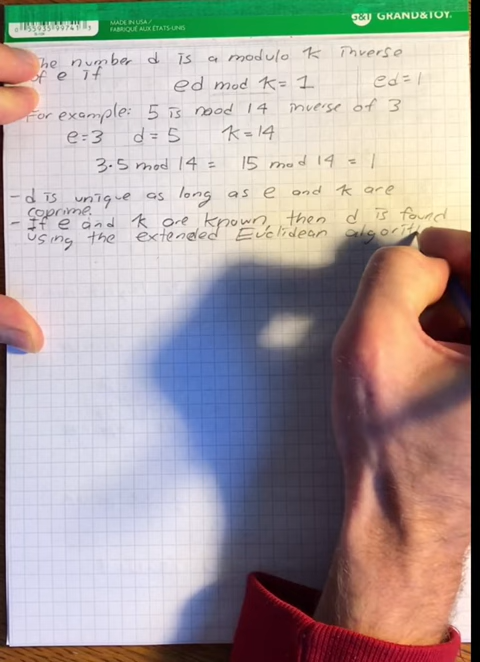 MADE IN USA /
FABRIQUÉ AUX ÉTATS-UNIS
GRAND&TOY.
The number d is a modulo k inverse
of e if
ed mod k = 1 ed = 1
For example: 5 is mod 14 inverse of 3
e = 3 d = 5 k = 14
3·5 mod 14 = 15 mod 14 = 1
- d is unique as long as e and k are
coprime.
- If e and k are known, then d is found
using the extended Euclidean